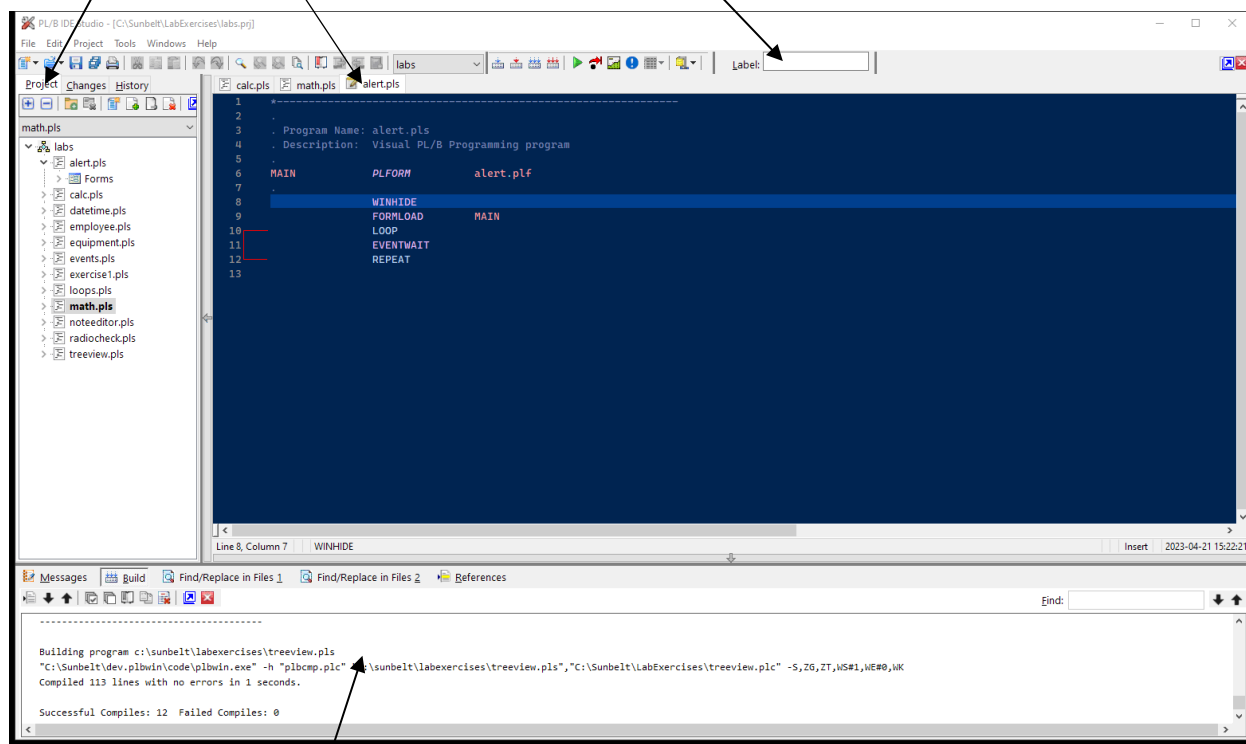 PL/B IDE Studio - [C:\Sunbelt\LabExercises\labs.prj]
File Edit Project Tools Windows Help
labs
Label:
Project Changes History
calc.pls math.pls alert.pls
math.pls
labs
alert.pls
Forms
calc.pls
datetime.pls
employee.pls
equipment.pls
events.pls
exercise1.pls
loops.pls
math.pls
noteeditor.pls
radiocheck.pls
treeview.pls
1 *---------------------------------------------------------------
2 .
3 . Program Name: alert.pls
4 . Description: Visual PL/B Programming program
5 .
6 MAIN PLFORM alert.plf
7 .
8 WINHIDE
9 FORMLOAD MAIN
10 LOOP
11 EVENTWAIT
12 REPEAT
13
Line 8, Column 7 WINHIDE Insert 2023-04-21 15:22:21
Messages Build Find/Replace in Files 1 Find/Replace in Files 2 References
Find:
---------------------------------------
Building program c:\sunbelt\labexercises\treeview.pls
"C:\Sunbelt\dev.plbwin\code\plbwin.exe" -h "plbcmp.plc" :\sunbelt\labexercises\treeview.pls","C:\Sunbelt\LabExercises\treeview.plc" -S,ZG,ZT,WS#1,WE#0,WK
Compiled 113 lines with no errors in 1 seconds.
Successful Compiles: 12 Failed Compiles: 0